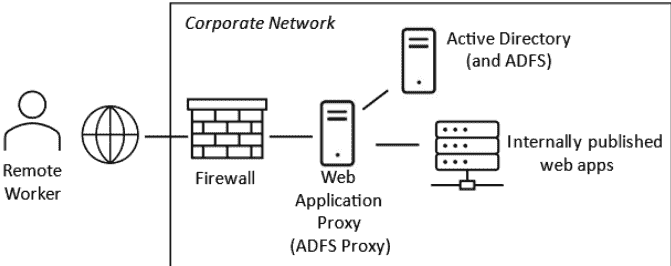 Corporate Network
Active Directory
(and ADFS)
Remote
Worker
Firewall
Web
Application
Proxy
(ADFS Proxy)
Internally published
web apps